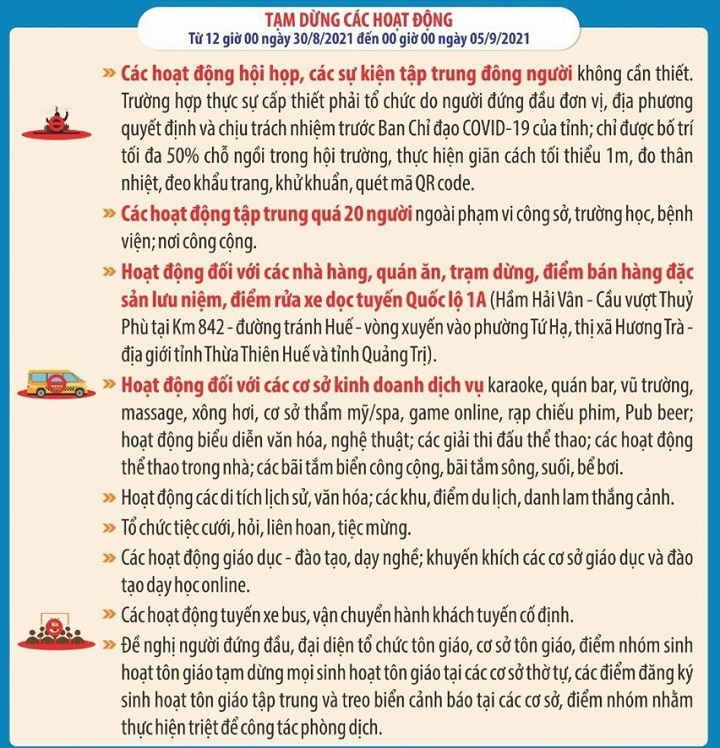 TẠM DỪNG CÁC HOẠT ĐỘNG
Từ 12 giờ 00 ngày 30/8/2021 đến 00 giờ 00 ngày 05/9/2021
» Các hoạt động hội họp, các sự kiện tập trung đông người không cần thiết.
Trường hợp thực sự cấp thiết phải tổ chức do người đứng đầu đơn vị, địa phương
quyết định và chịu trách nhiệm trước Ban Chỉ đạo COVID-19 của tỉnh; chỉ được bố trí
tối đa 50% chỗ ngồi trong hội trường, thực hiện giãn cách tối thiểu 1m, đo thân
nhiệt, đeo khẩu trang, khử khuẩn, quét mã QR code.
» Các hoạt động tập trung quá 20 người ngoài phạm vi công sở, trường học, bệnh
viện; nơi công cộng.
» Hoạt động đối với các nhà hàng, quán ăn, trạm dừng, điểm bán hàng đặc
sản lưu niệm, điểm rửa xe dọc tuyến Quốc lộ 1A (Hầm Hải Vân - Cầu vượt Thuỷ
Phù tại Km 842 - đường tránh Huế - vòng xuyến vào phường Tứ Hạ, thị xã Hương Trà -
địa giới tỉnh Thừa Thiên Huế và tỉnh Quảng Trị).
» Hoạt động đối với các cơ sở kinh doanh dịch vụ karaoke, quán bar, vũ trường,
massage, xông hơi, cơ sở thẩm mỹ/spa, game online, rạp chiếu phim, Pub beer;
hoạt động biểu diễn văn hóa, nghệ thuật; các giải thi đấu thể thao; các hoạt động
thể thao trong nhà; các bãi tắm biển công cộng, bãi tắm sông, suối, bể bơi.
» Hoạt động các di tích lịch sử, văn hóa; các khu, điểm du lịch, danh lam thắng cảnh.
» Tổ chức tiệc cưới, hỏi, liên hoan, tiệc mừng.
» Các hoạt động giáo dục - đào tạo, dạy nghề; khuyến khích các cơ sở giáo dục và đào
tạo dạy học online.
» Các hoạt động tuyến xe bus, vận chuyển hành khách tuyến cố định.
» Đề nghị người đứng đầu, đại diện tổ chức tôn giáo, cơ sở tôn giáo, điểm nhóm sinh
hoạt tôn giáo tạm dừng mọi sinh hoạt tôn giáo tại các cơ sở thờ tự, các điểm đăng ký
sinh hoạt tôn giáo tập trung và treo biển cảnh báo tại các cơ sở, điểm nhóm nhằm
thực hiện triệt để công tác phòng dịch.